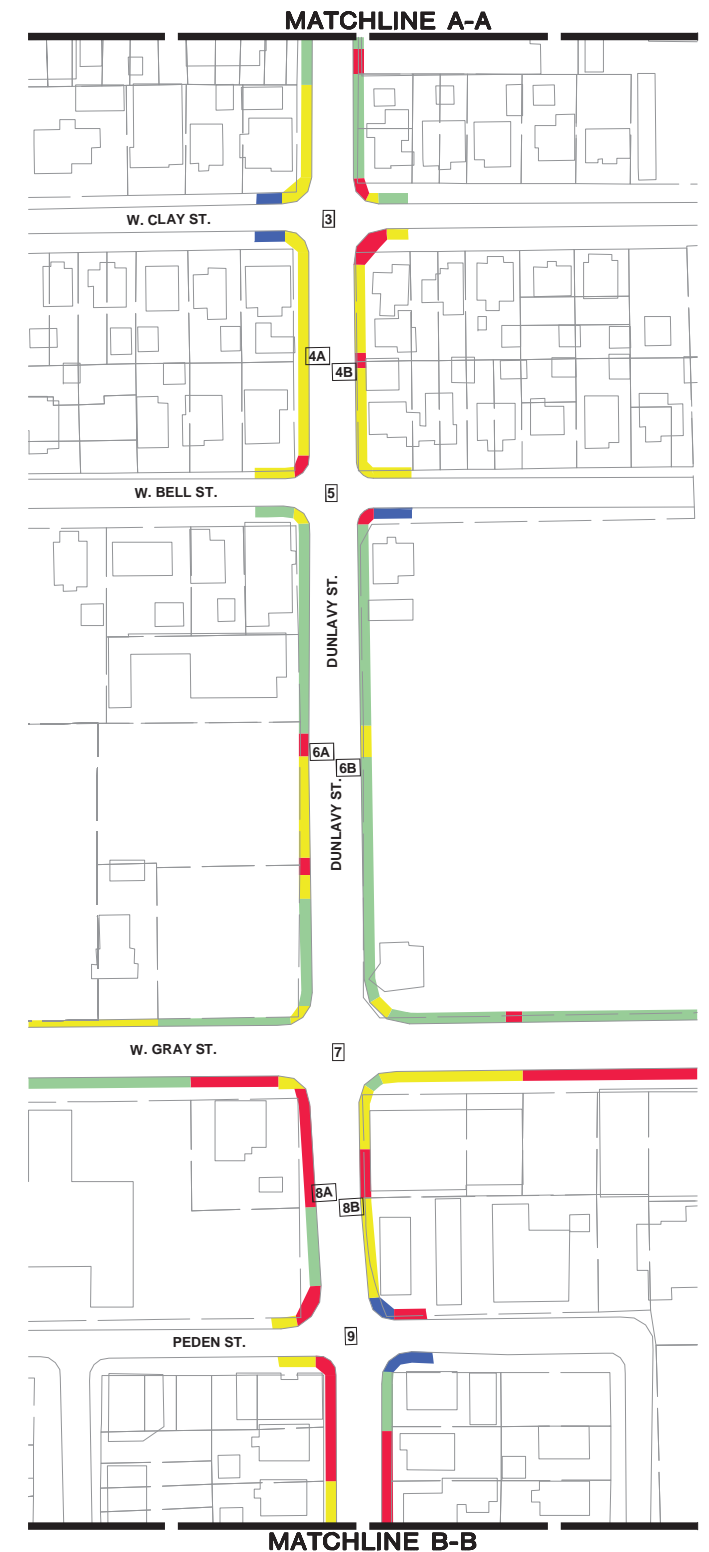 MATCHLINE A-A
W. CLAY ST.
3
4A
4B
W. BELL ST.
5
DUNLAVY ST.
6A
6B
DUNLAVY ST.
W. GRAY ST.
7
8A
8B
PEDEN ST.
9
MATCHLINE B-B